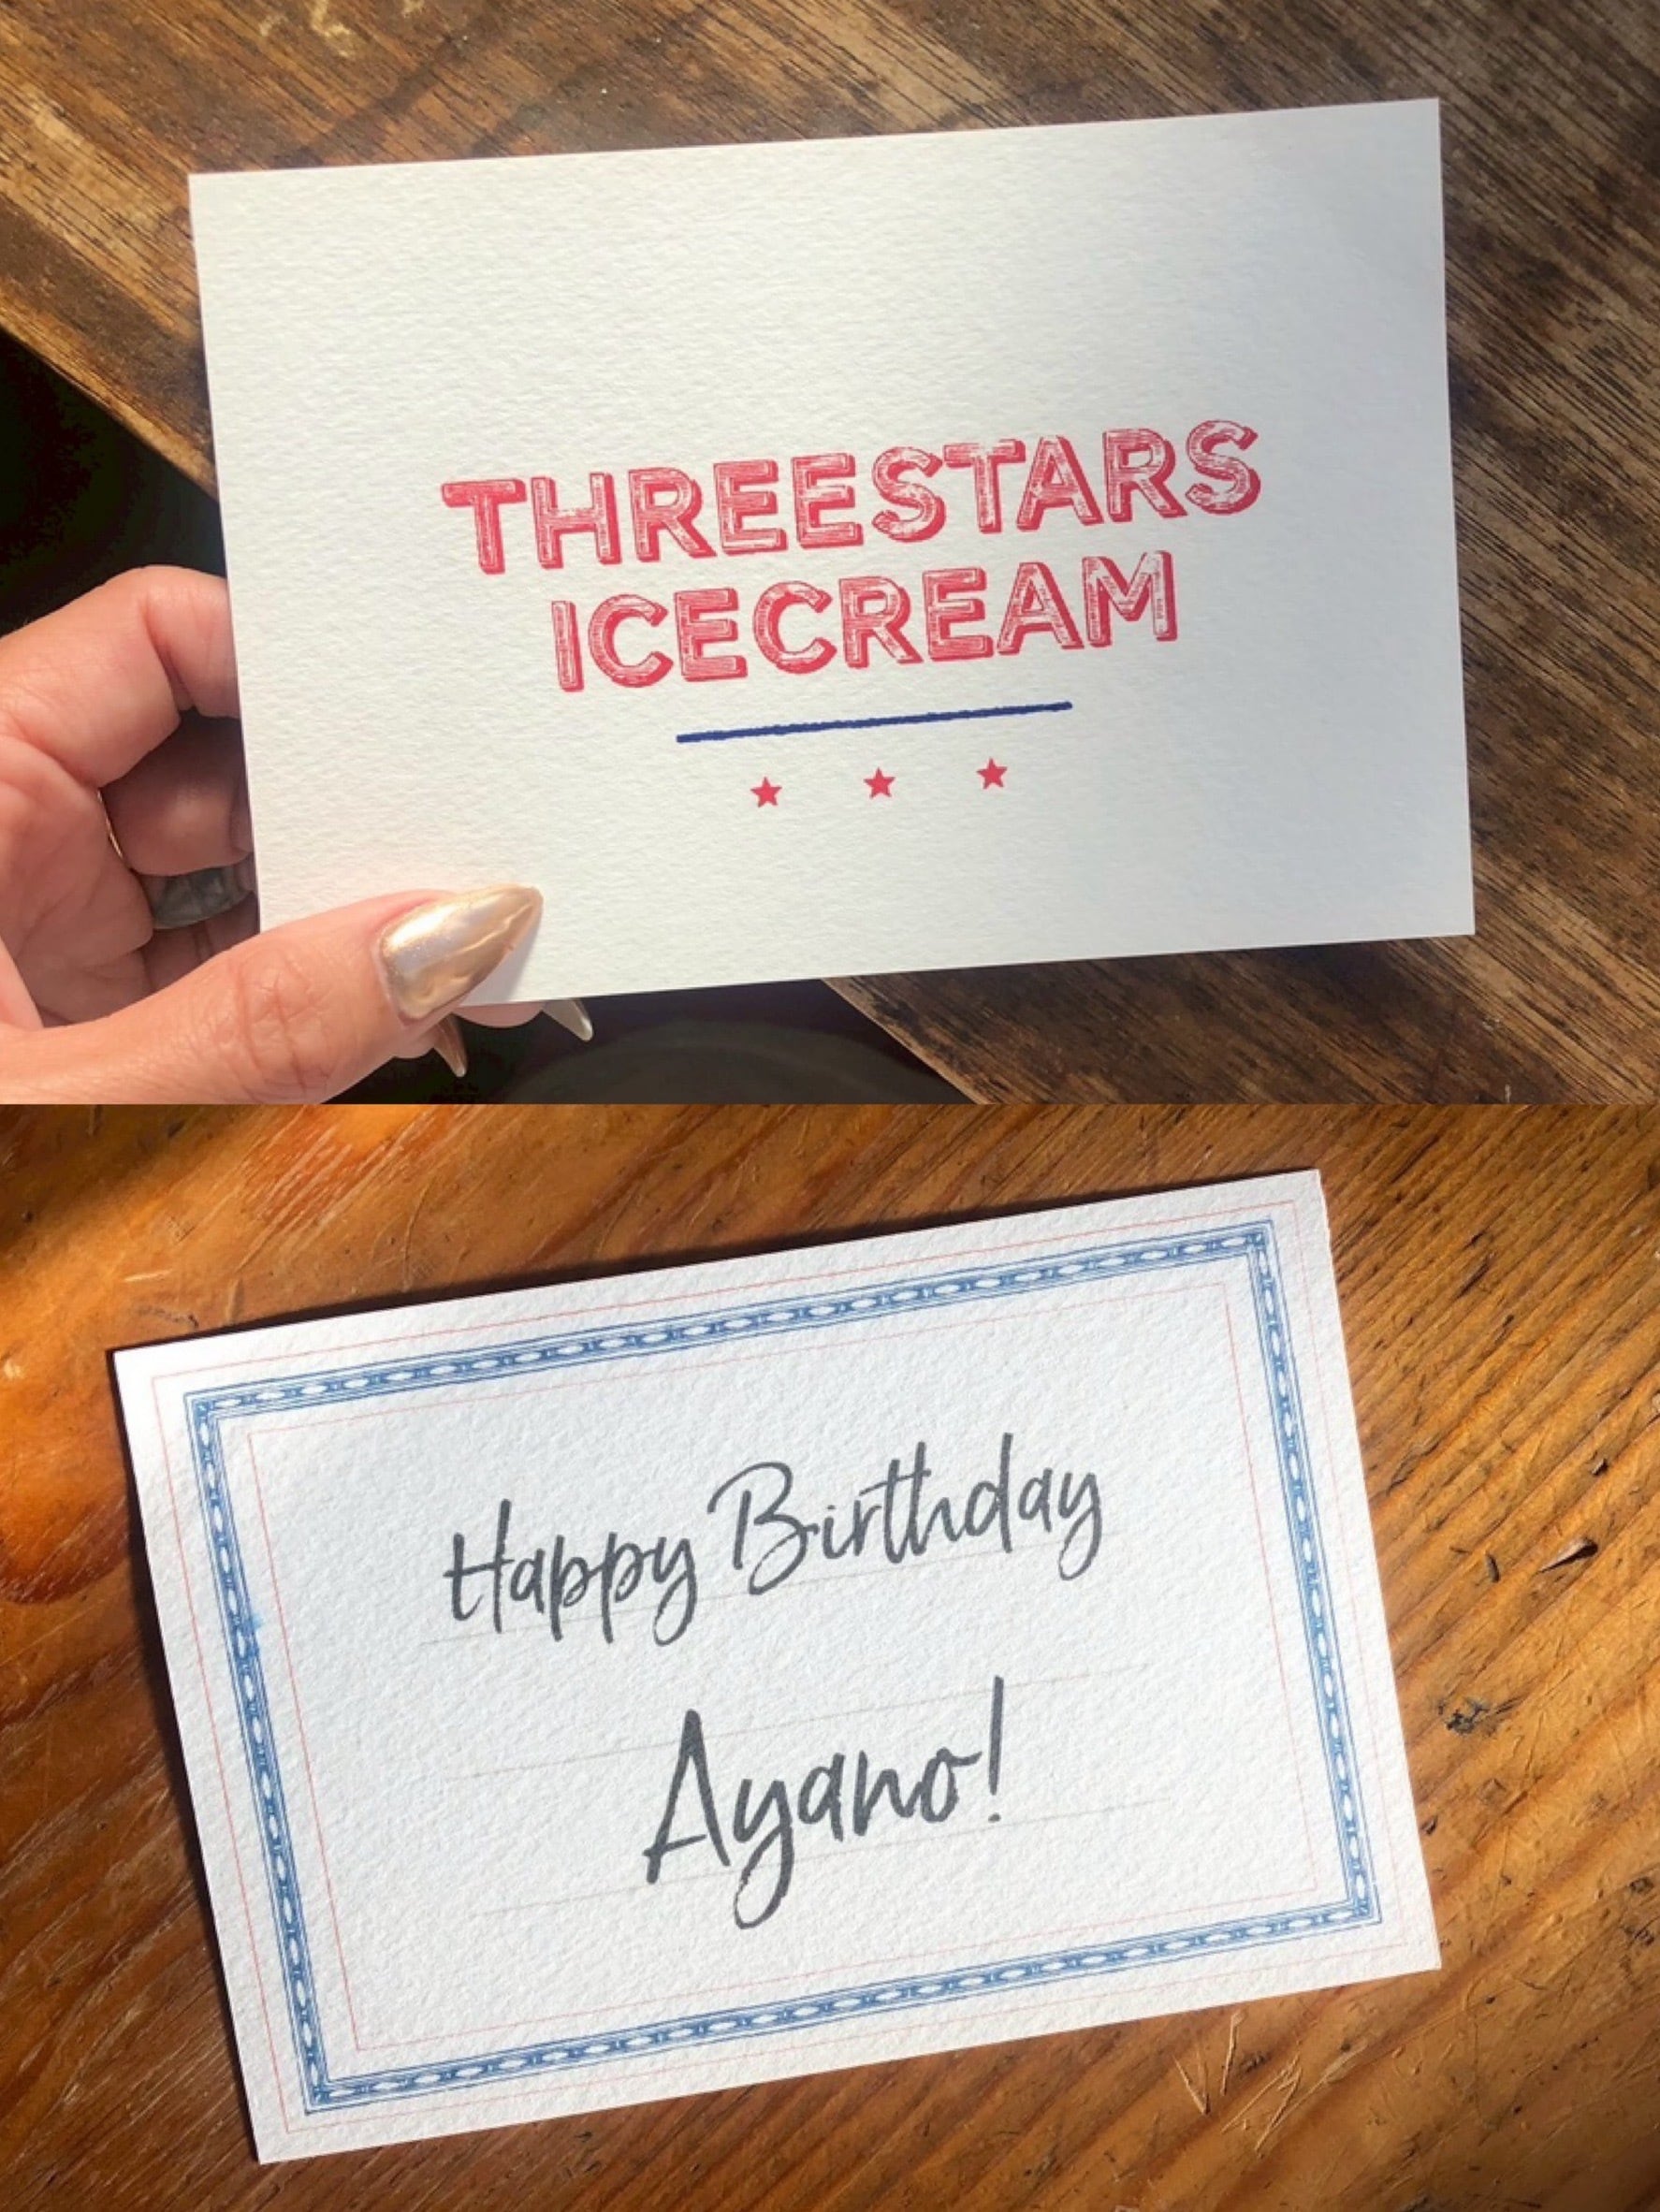 THREESTARS
ICECREAM
Happy Birthday
Ayano!